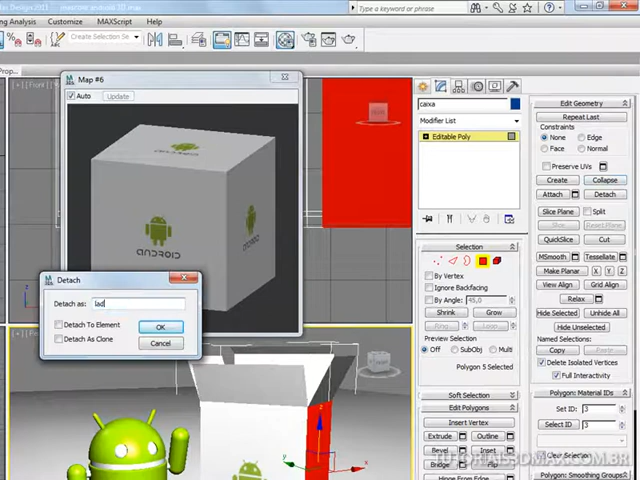 Type a keyword or phrase
Customize
MAXScript
Help
Create Selection Se
Map #6
Auto
Update
android
caixa
Modifier List
Editable Poly
Selection
By Vertex
Ignore Backfacing
By Angle:
45,0
Shrink
Grow
Ring
Loop
Preview Selection
Off
SubObj
Multi
Polygon 5 Selected
Soft Selection
Edit Polygons
Insert Vertex
Extrude
Outline
Bevel
Inset
Bridge
Flip
Edit Geometry
Repeat Last
Constraints
None
Edge
Face
Normal
Preserve UVs
Create
Collapse
Attach
Detach
Slice Plane
Split
Slice
Reset Plane
QuickSlice
Cut
MSmooth
Tessellate
Make Planar
X
Y
Z
View Align
Grid Align
Relax
Hide Selected
Unhide All
Hide Unselected
Named Selections:
Copy
Paste
Delete Isolated Vertices
Full Interactivity
Polygon: Material IDs
Set ID:
3
Select ID
3
Clear Selection
Polygon: Smoothing Groups
Detach
Detach as:
lad
Detach To Element
OK
Detach As Clone
Cancel
TUTORIAIS3DMAX.COM.BR